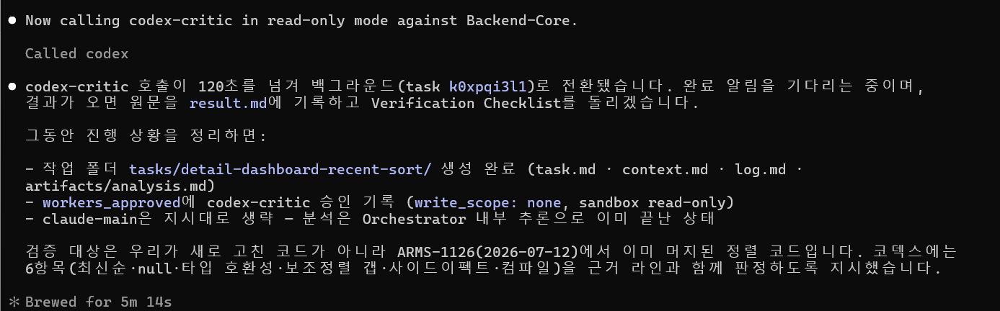 ● Now calling codex-critic in read-only mode against Backend-Core.
Called codex
● codex-critic 호출이 120초를 넘겨 백그라운드(task k0xpqi3l1)로 전환됐습니다. 완료 알림을 기다리는 중이며,
결과가 오면 원문을 result.md에 기록하고 Verification Checklist를 돌리겠습니다.
그동안 진행 상황을 정리하면:
- 작업 폴더 tasks/detail-dashboard-recent-sort/ 생성 완료 (task.md · context.md · log.md ·
artifacts/analysis.md)
- workers_approved에 codex-critic 승인 기록 (write_scope: none, sandbox read-only)
- claude-main은 지시대로 생략 — 분석은 Orchestrator 내부 추론으로 이미 끝난 상태
검증 대상은 우리가 새로 고친 코드가 아니라 ARMS-1126(2026-07-12)에서 이미 머지된 정렬 코드입니다. 코덱스에는
6항목(최신순·null·타입 호환성·보조정렬 갭·사이드이펙트·컴파일)을 근거 라인과 함께 판정하도록 지시했습니다.
✻ Brewed for 5m 14s